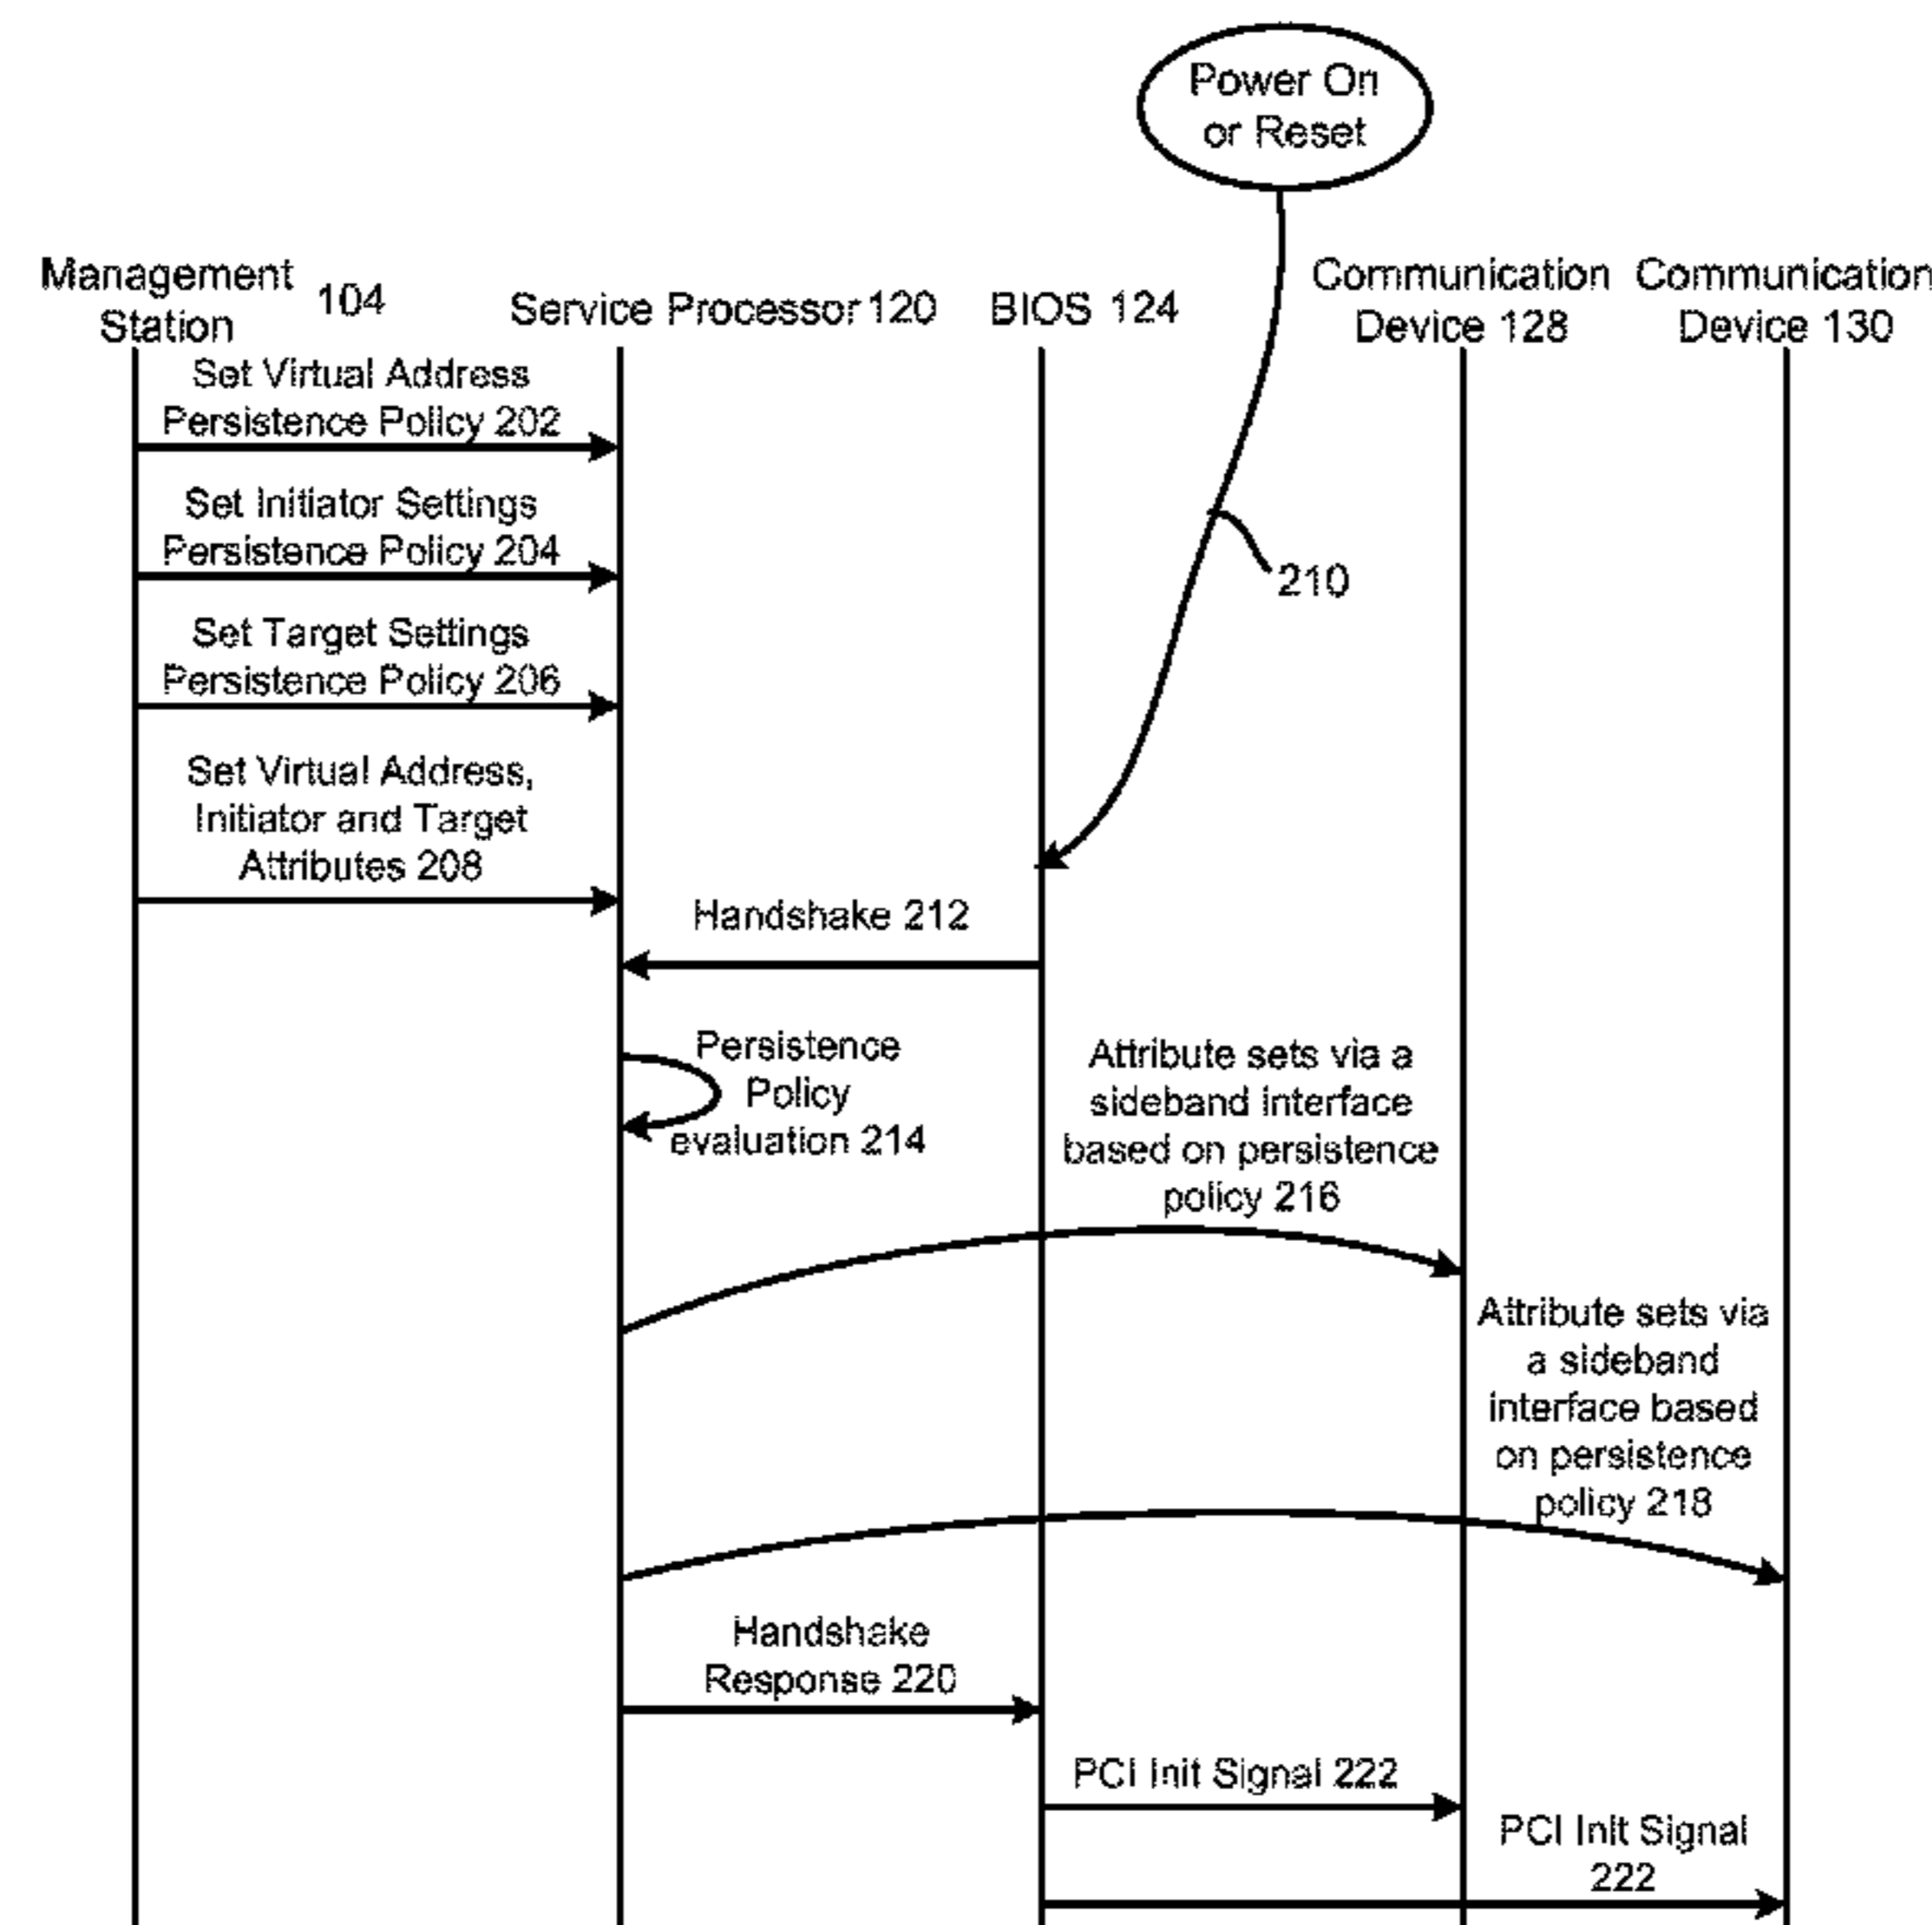 Power On
or Reset
Management
Station
104
Service Processor 120
BIOS 124
Communication
Device 128
Communication
Device 130
Set Virtual Address
Persistence Policy 202
Set Initiator Settings
Persistence Policy 204
210
Set Target Settings
Persistence Policy 206
Set Virtual Address,
Initiator and Target
Attributes 208
Handshake 212
Persistence
Policy
evaluation 214
Attribute sets via a
sideband interface
based on persistence
policy 216
Attribute sets via
a sideband
interface based
on persistence
policy 218
Handshake
Response 220
PCI Init Signal 222
PCI Init Signal
222